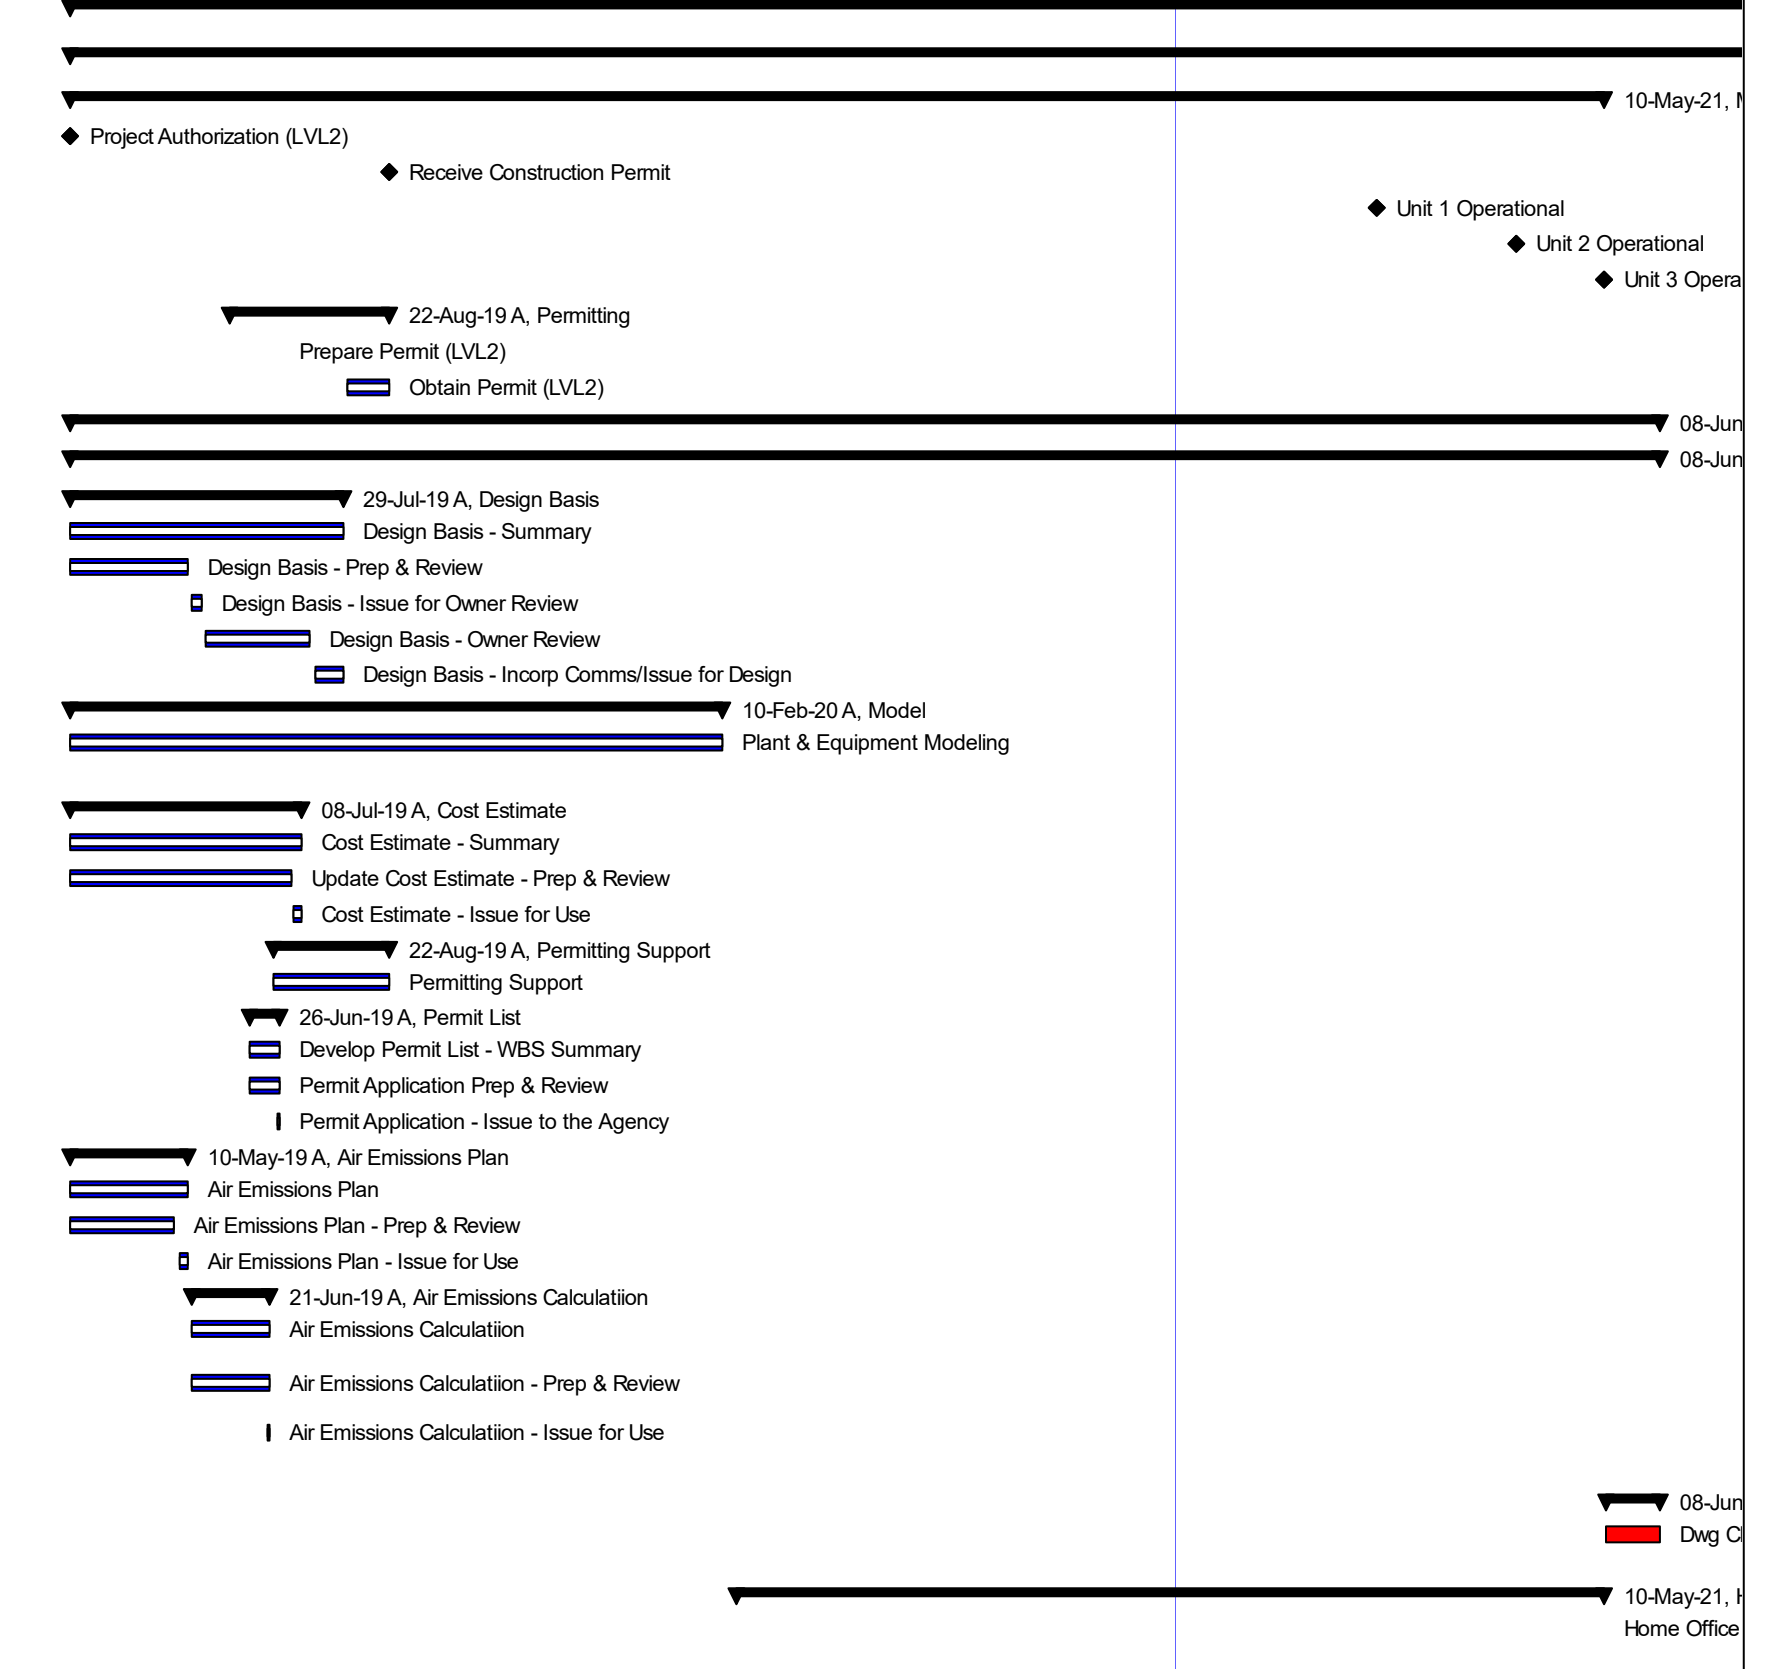 10-May-21,
Project Authorization (LVL2)
Receive Construction Permit
Unit 1 Operational
Unit 2 Operational
Unit 3 Opera
22-Aug-19 A, Permitting
Prepare Permit (LVL2)
Obtain Permit (LVL2)
08-Jun
08-Jun
29-Jul-19 A, Design Basis
Design Basis - Summary
Design Basis - Prep & Review
Design Basis - Issue for Owner Review
Design Basis - Owner Review
Design Basis - Incorp Comms/Issue for Design
10-Feb-20 A, Model
Plant & Equipment Modeling
08-Jul-19 A, Cost Estimate
Cost Estimate - Summary
Update Cost Estimate - Prep & Review
Cost Estimate - Issue for Use
22-Aug-19 A, Permitting Support
Permitting Support
26-Jun-19 A, Permit List
Develop Permit List - WBS Summary
Permit Application Prep & Review
Permit Application - Issue to the Agency
10-May-19 A, Air Emissions Plan
Air Emissions Plan
Air Emissions Plan - Prep & Review
Air Emissions Plan - Issue for Use
21-Jun-19 A, Air Emissions Calculatiion
Air Emissions Calculatiion
Air Emissions Calculatiion - Prep & Review
Air Emissions Calculatiion - Issue for Use
08-Jun
Dwg C
10-May-21,
Home Office